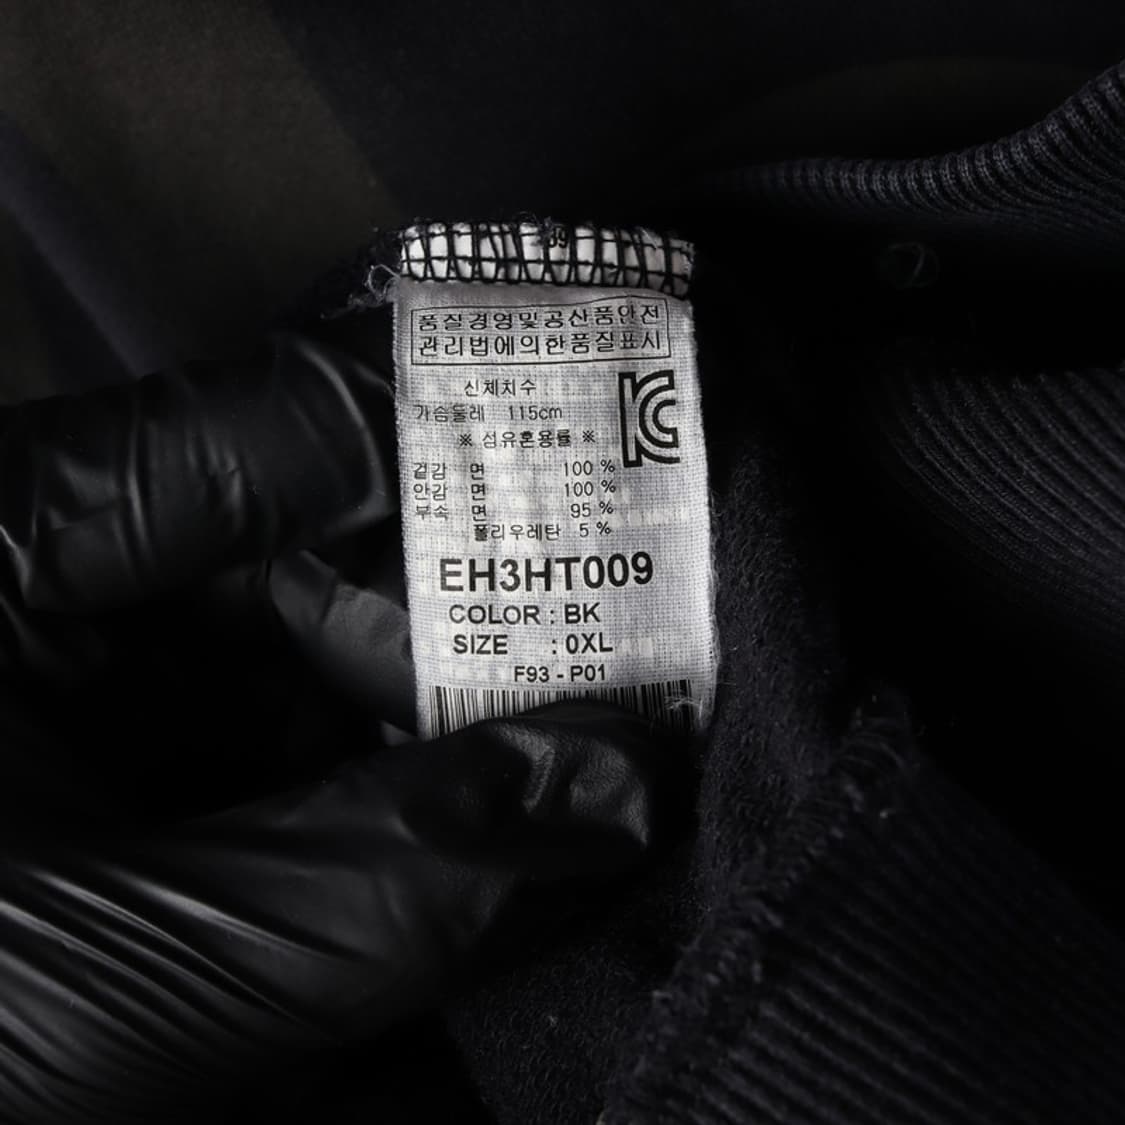 품질경영및공산품안전
관리법에의한품질표시
신체치수 :
가슴둘레 115cm
※ 섬유혼용률 ※
겉감 면 100 %
안감 면 100 %
부속 면 95 %
폴리우레탄 5 %
EH3HT009
COLOR : BK
SIZE : 0XL
F93 - P01